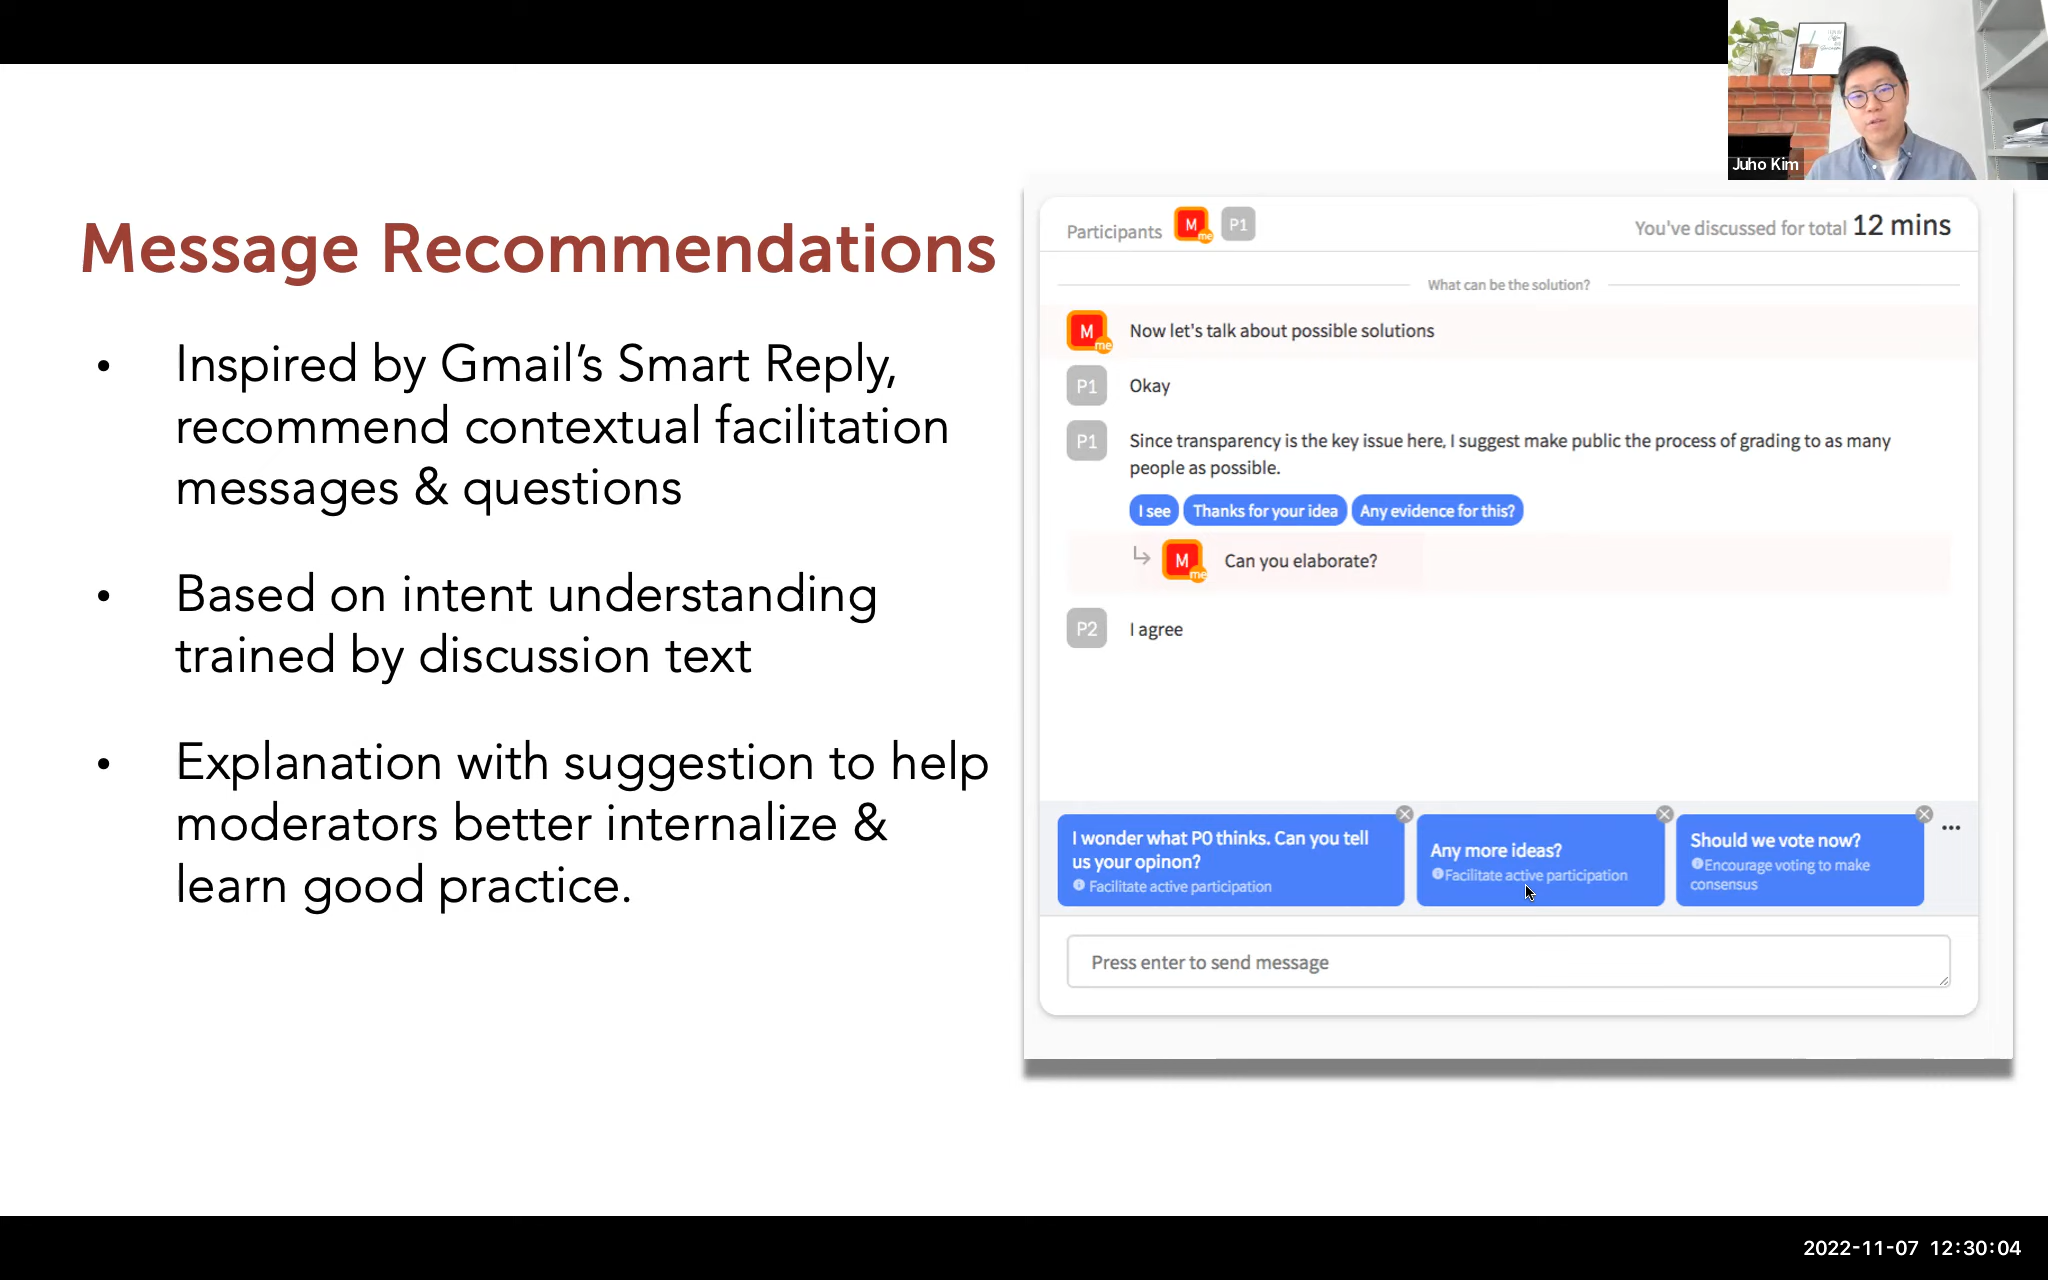 Juho Kim
Message Recommendations
• Inspired by Gmail’s Smart Reply,
recommend contextual facilitation
messages & questions
• Based on intent understanding
trained by discussion text
• Explanation with suggestion to help
moderators better internalize &
learn good practice.
Participants M me P1
You've discussed for total 12 mins
What can be the solution?
M me Now let's talk about possible solutions
P1 Okay
P1 Since transparency is the key issue here, I suggest make public the process of grading to as many
people as possible.
I see Thanks for your idea Any evidence for this?
M me Can you elaborate?
P2 I agree
I wonder what P0 thinks. Can you tell
us your opinon?
Facilitate active participation
Any more ideas?
Facilitate active participation
Should we vote now?
Encourage voting to make
consensus
Press enter to send message
2022-11-07 12:30:04